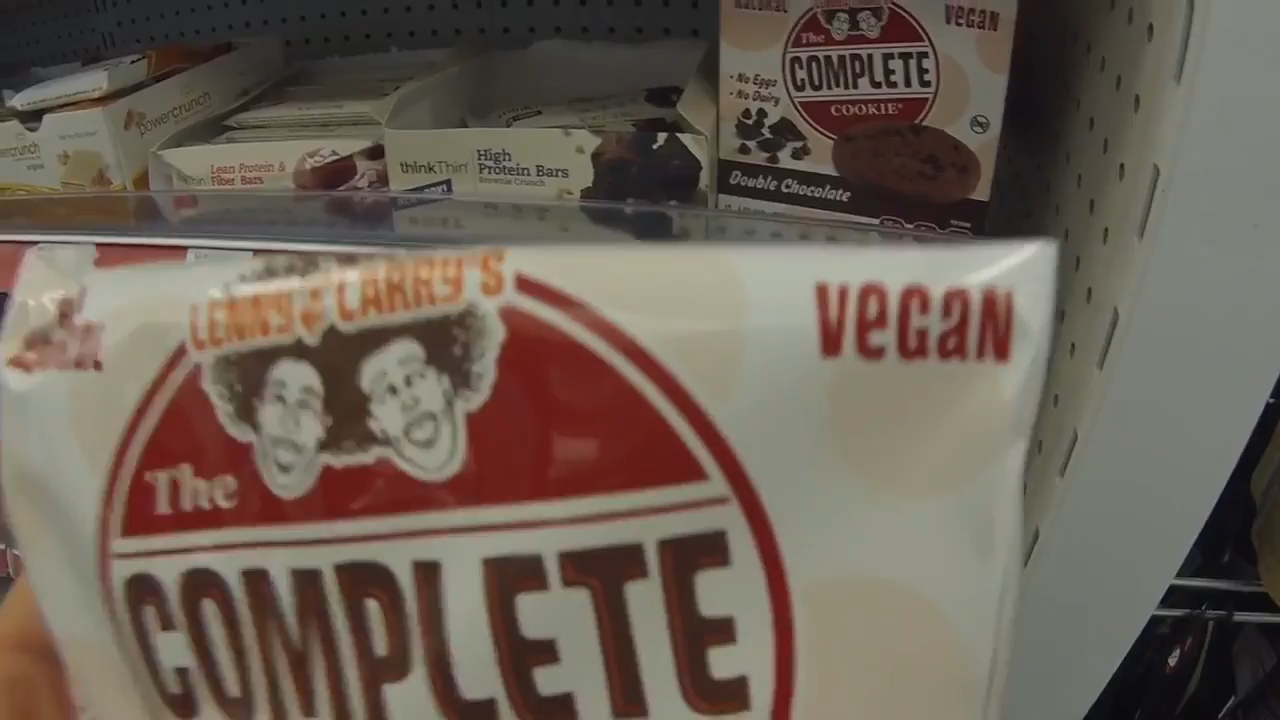 VEGAN
The
COMPLETE
COOKIE
• No Eggs
• No Dairy
Double Chocolate
powercrunch
crunch
Lean Protein &
Fiber Bars
thinkThin
High
Protein Bars
Brownie Crunch
LENNY & LARRY'S
VEGAN
The
COMPLETE